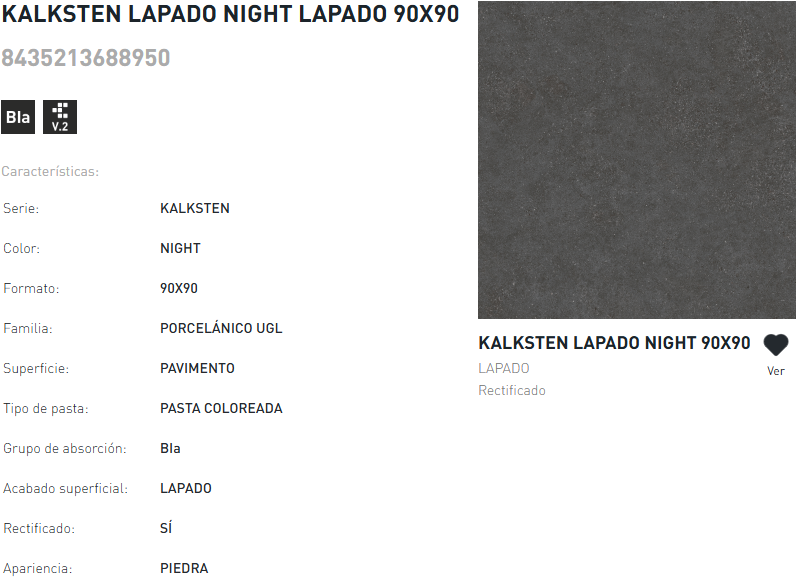 KALKSTEN LAPADO NIGHT LAPADO 90X90
8435213688950
BIa
V.2
Características:
Serie: KALKSTEN
Color: NIGHT
Formato: 90X90
Familia: PORCELÁNICO UGL
Superficie: PAVIMENTO
Tipo de pasta: PASTA COLOREADA
Grupo de absorción: BIa
Acabado superficial: LAPADO
Rectificado: SÍ
Apariencia: PIEDRA
KALKSTEN LAPADO NIGHT 90X90
LAPADO
Rectificado
Ver